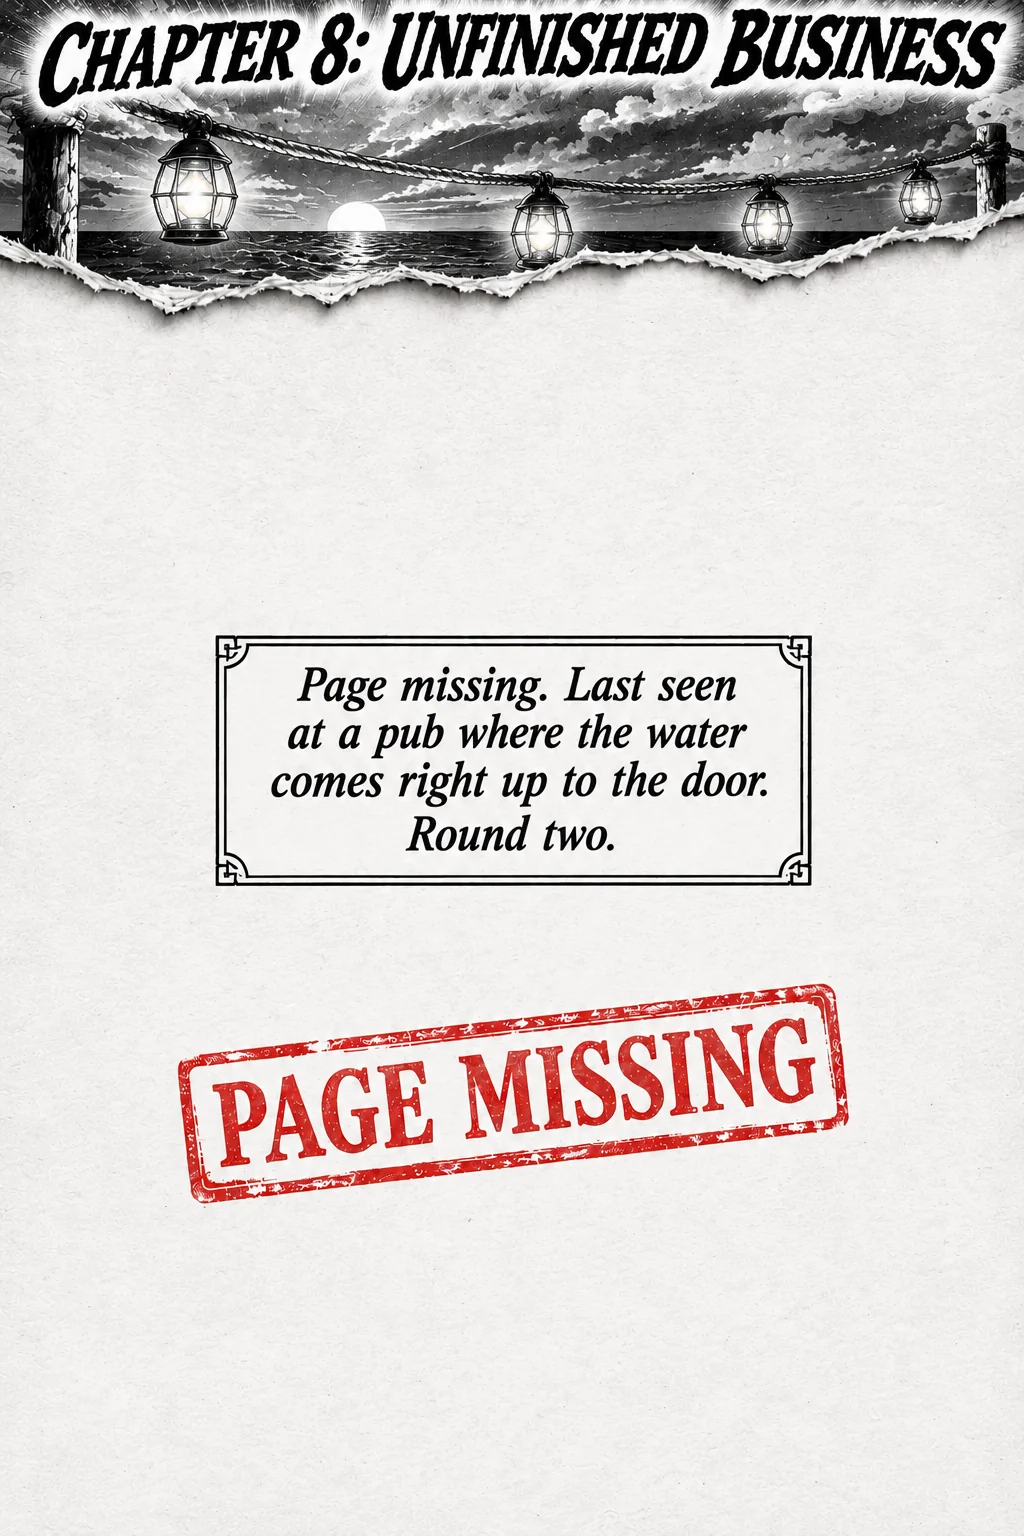 CHAPTER 8: UNFINISHED BUSINESS
Page missing. Last seen
at a pub where the water
comes right up to the door.
Round two.
PAGE MISSING